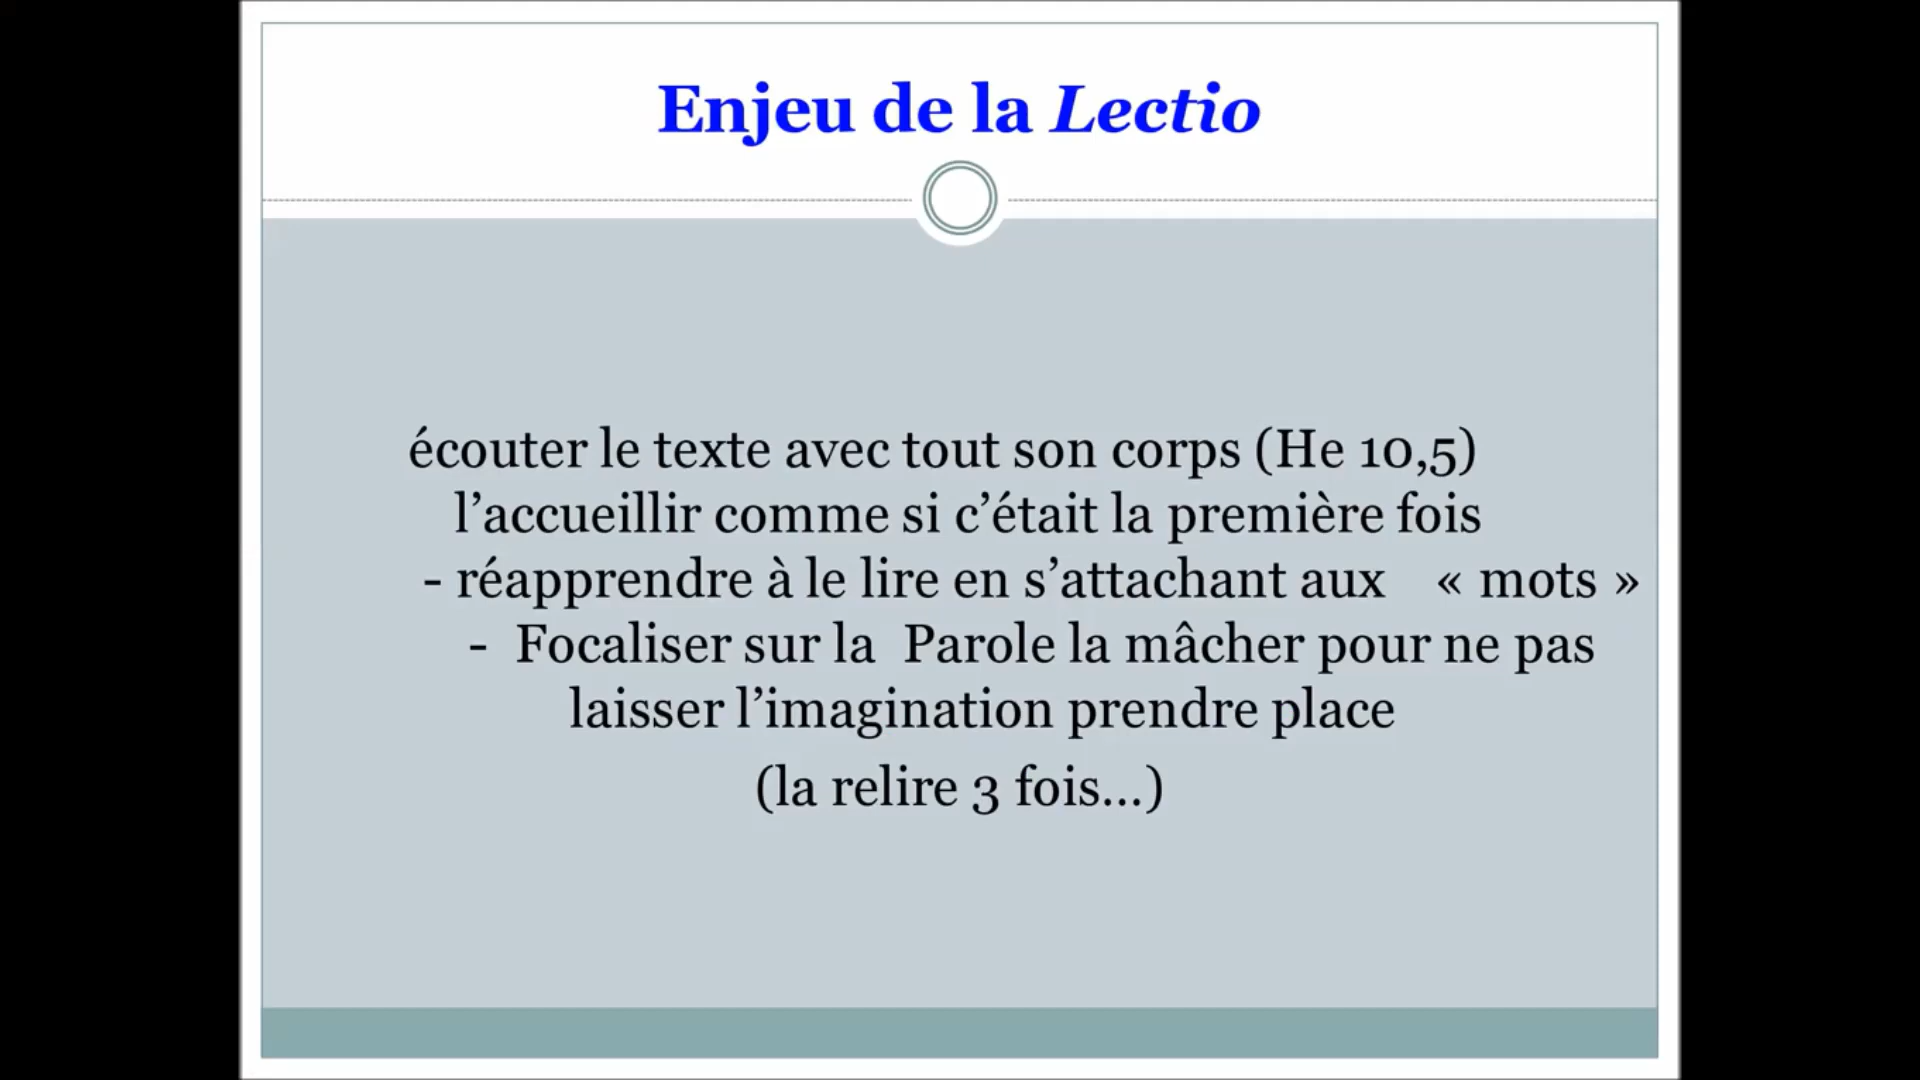 Enjeu de la Lectio
écouter le texte avec tout son corps (He 10,5)
l’accueillir comme si c’était la première fois
- réapprendre à le lire en s’attachant aux « mots »
- Focaliser sur la Parole la mâcher pour ne pas
laisser l’imagination prendre place
(la relire 3 fois…)